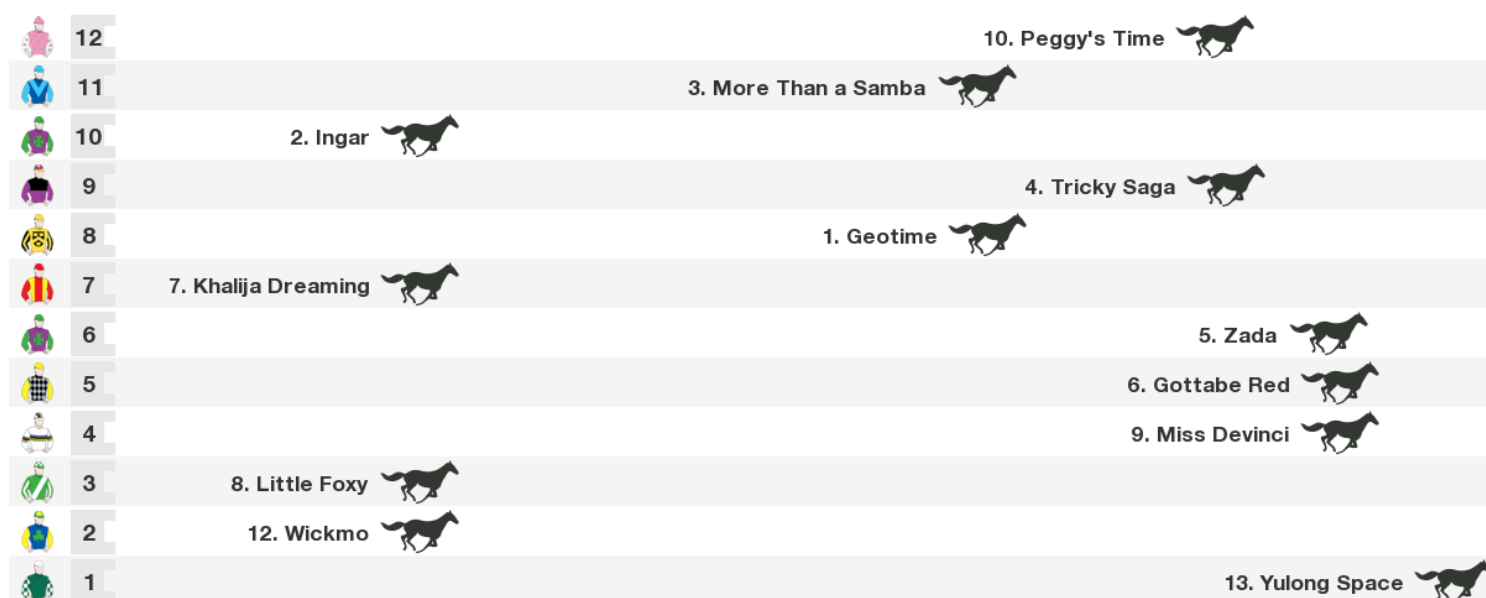 12 10. Peggy's Time
11 3. More Than a Samba
10 2. Ingar
9 4. Tricky Saga
8 1. Geotime
7 7. Khalija Dreaming
6 5. Zada
5 6. Gottabe Red
4 9. Miss Devinci
3 8. Little Foxy
2 12. Wickmo
1 13. Yulong Space